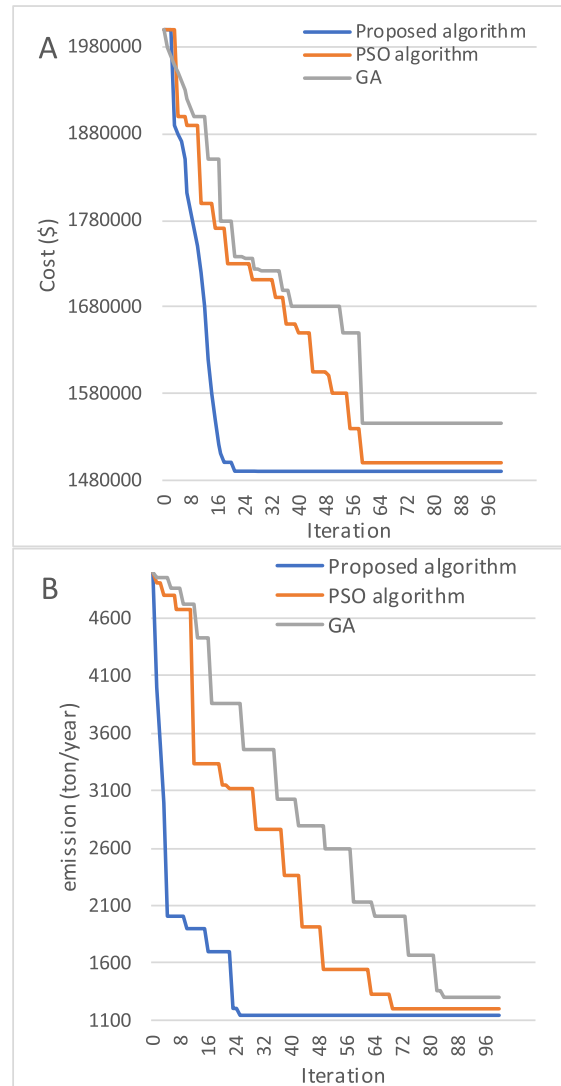 A
Proposed algorithm
PSO algorithm
GA
Cost ($)
1980000
1880000
1780000
1680000
1580000
1480000
0 8 16 24 32 40 48 56 64 72 80 88 96
Iteration
B
Proposed algorithm
PSO algorithm
GA
emission (ton/year)
4600
4100
3600
3100
2600
2100
1600
1100
0 8 16 24 32 40 48 56 64 72 80 88 96
Iteration